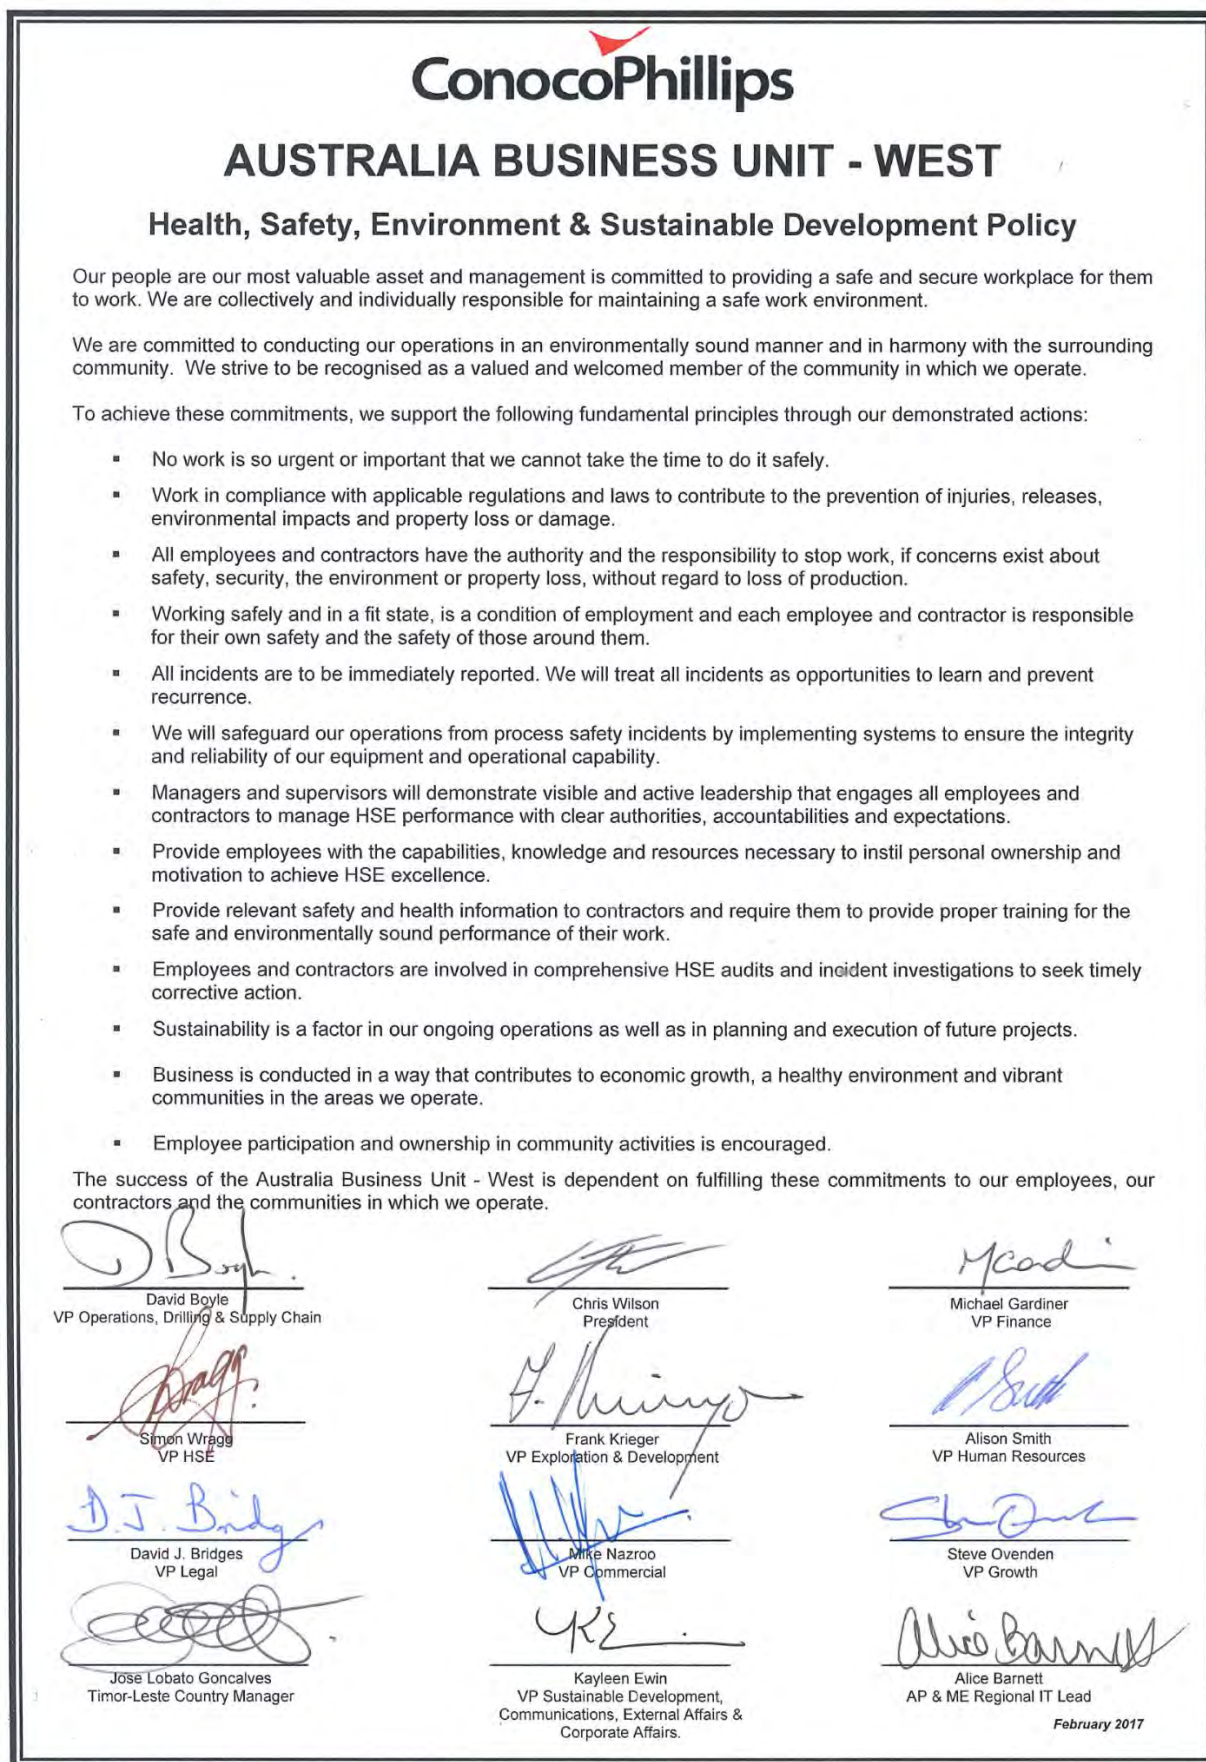 ConocoPhillips
AUSTRALIA BUSINESS UNIT - WEST
Health, Safety, Environment & Sustainable Development Policy
Our people are our most valuable asset and management is committed to providing a safe and secure workplace for them
to work. We are collectively and individually responsible for maintaining a safe work environment.
We are committed to conducting our operations in an environmentally sound manner and in harmony with the surrounding
community. We strive to be recognised as a valued and welcomed member of the community in which we operate.
To achieve these commitments, we support the following fundamental principles through our demonstrated actions:
▪ No work is so urgent or important that we cannot take the time to do it safely.
▪ Work in compliance with applicable regulations and laws to contribute to the prevention of injuries, releases,
environmental impacts and property loss or damage.
▪ All employees and contractors have the authority and the responsibility to stop work, if concerns exist about
safety, security, the environment or property loss, without regard to loss of production.
▪ Working safely and in a fit state, is a condition of employment and each employee and contractor is responsible
for their own safety and the safety of those around them.
▪ All incidents are to be immediately reported. We will treat all incidents as opportunities to learn and prevent
recurrence.
▪ We will safeguard our operations from process safety incidents by implementing systems to ensure the integrity
and reliability of our equipment and operational capability.
▪ Managers and supervisors will demonstrate visible and active leadership that engages all employees and
contractors to manage HSE performance with clear authorities, accountabilities and expectations.
▪ Provide employees with the capabilities, knowledge and resources necessary to instil personal ownership and
motivation to achieve HSE excellence.
▪ Provide relevant safety and health information to contractors and require them to provide proper training for the
safe and environmentally sound performance of their work.
▪ Employees and contractors are involved in comprehensive HSE audits and incident investigations to seek timely
corrective action.
▪ Sustainability is a factor in our ongoing operations as well as in planning and execution of future projects.
▪ Business is conducted in a way that contributes to economic growth, a healthy environment and vibrant
communities in the areas we operate.
▪ Employee participation and ownership in community activities is encouraged.
The success of the Australia Business Unit - West is dependent on fulfilling these commitments to our employees, our
contractors and the communities in which we operate.
D Boyle
David Boyle
VP Operations, Drilling & Supply Chain
Chris Wilson
President
Michael Gardiner
VP Finance
Simon Wragg
VP HSE
Frank Krieger
VP Exploration & Development
A Smith
Alison Smith
VP Human Resources
D.J. Bridges
David J. Bridges
VP Legal
Mike Nazroo
VP Commercial
Steve Ovenden
VP Growth
Jose Lobato Goncalves
Timor-Leste Country Manager
KE
Kayleen Ewin
VP Sustainable Development,
Communications, External Affairs &
Corporate Affairs.
Alice Barnett
Alice Barnett
AP & ME Regional IT Lead
February 2017